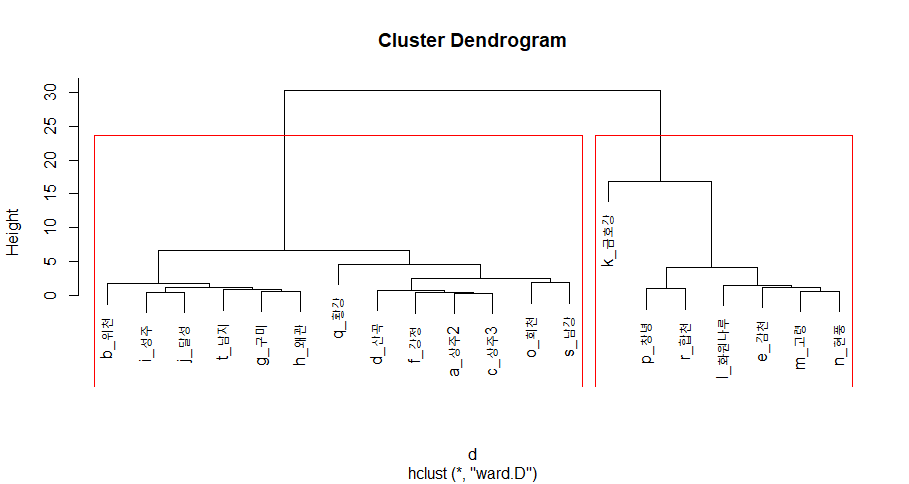 Cluster Dendrogram
Height
30
25
20
15
10
5
0
b_위천
i_성주
j_달성
t_남지
g_구미
h_왜관
q_황강
d_산곡
f_강정
a_상주2
c_상주3
o_회천
s_남강
k_금호강
p_창녕
r_합천
l_화원나루
e_감천
m_고령
n_현풍
d
hclust (*, "ward.D")